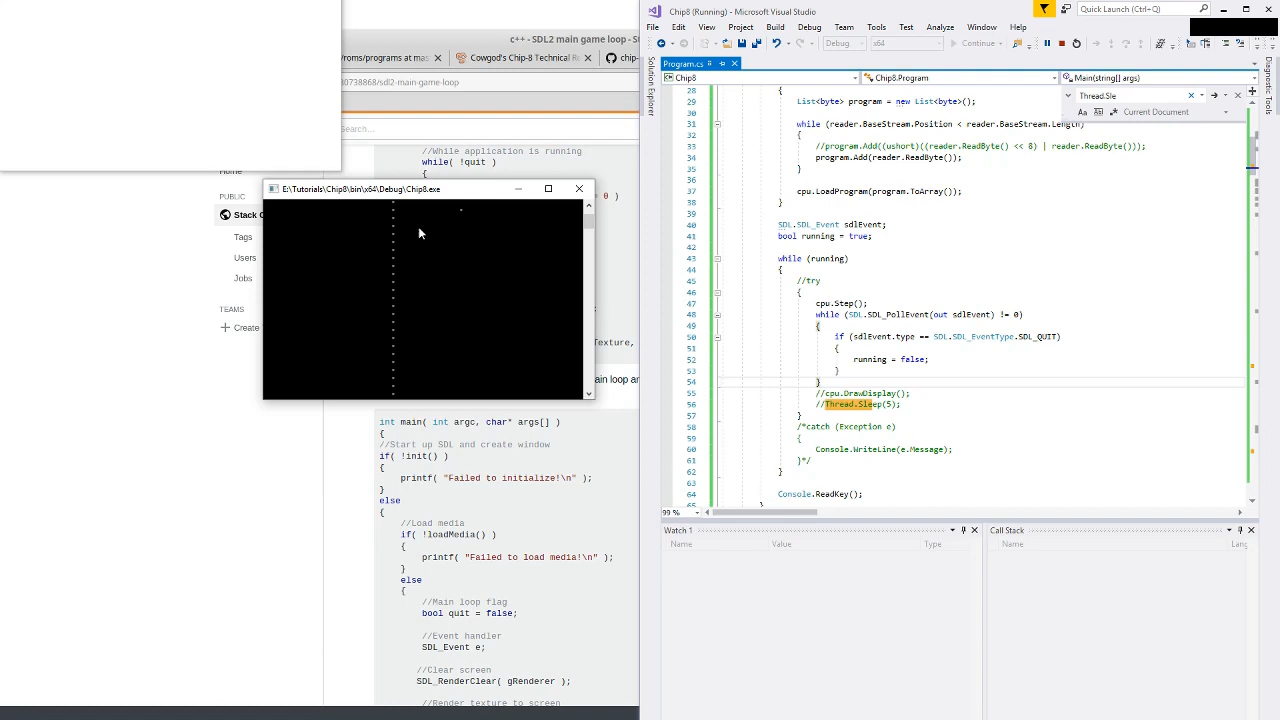 c++ - SDL2 main game loop - St
/roms/programs at mas
Cowgod's Chip-8 Technical Re
chip-
0738868/sdl2-main-game-loop
Search…
Home
PUBLIC
Stack O
Tags
Users
Jobs
TEAMS
Create
//While application is running
while( !quit )
0 )
E:\Tutorials\Chip8\bin\x64\Debug\Chip8.exe
;
Texture,
ain loop an
int main( int argc, char* args[] )
{
//Start up SDL and create window
if( !init() )
{
printf( "Failed to initialize!\n" );
}
else
{
//Load media
if( !loadMedia() )
{
printf( "Failed to load media!\n" );
}
else
{
//Main loop flag
bool quit = false;
//Event handler
SDL_Event e;
//Clear screen
SDL_RenderClear( gRenderer );
//Render texture to screen
Chip8 (Running) - Microsoft Visual Studio
Quick Launch (Ctrl+Q)
File Edit View Project Build Debug Team Tools Test Analyze Window Help
Debug x64 Continue
Program.cs
Chip8 Chip8.Program Main(string[] args)
Solution Explorer
Diagnostic Tools
Thread.Sle
Aa Current Document
28 {
29 List<byte> program = new List<byte>();
30
31 while (reader.BaseStream.Position < reader.BaseStream.Length)
32 {
33 //program.Add((ushort)((reader.ReadByte() << 8) | reader.ReadByte()));
34 program.Add(reader.ReadByte());
35 }
36
37 cpu.LoadProgram(program.ToArray());
38 }
39
40 SDL.SDL_Event sdlEvent;
41 bool running = true;
42
43 while (running)
44 {
45 //try
46 {
47 cpu.Step();
48 while (SDL.SDL_PollEvent(out sdlEvent) != 0)
49 {
50 if (sdlEvent.type == SDL.SDL_EventType.SDL_QUIT)
51 {
52 running = false;
53 }
54 }
55 //cpu.DrawDisplay();
56 //Thread.Sleep(5);
57 }
58 /*catch (Exception e)
59 {
60 Console.WriteLine(e.Message);
61 }*/
62 }
63
64 Console.ReadKey();
65 }
99 %
Watch 1
Name Value Type
Call Stack
Name Lang